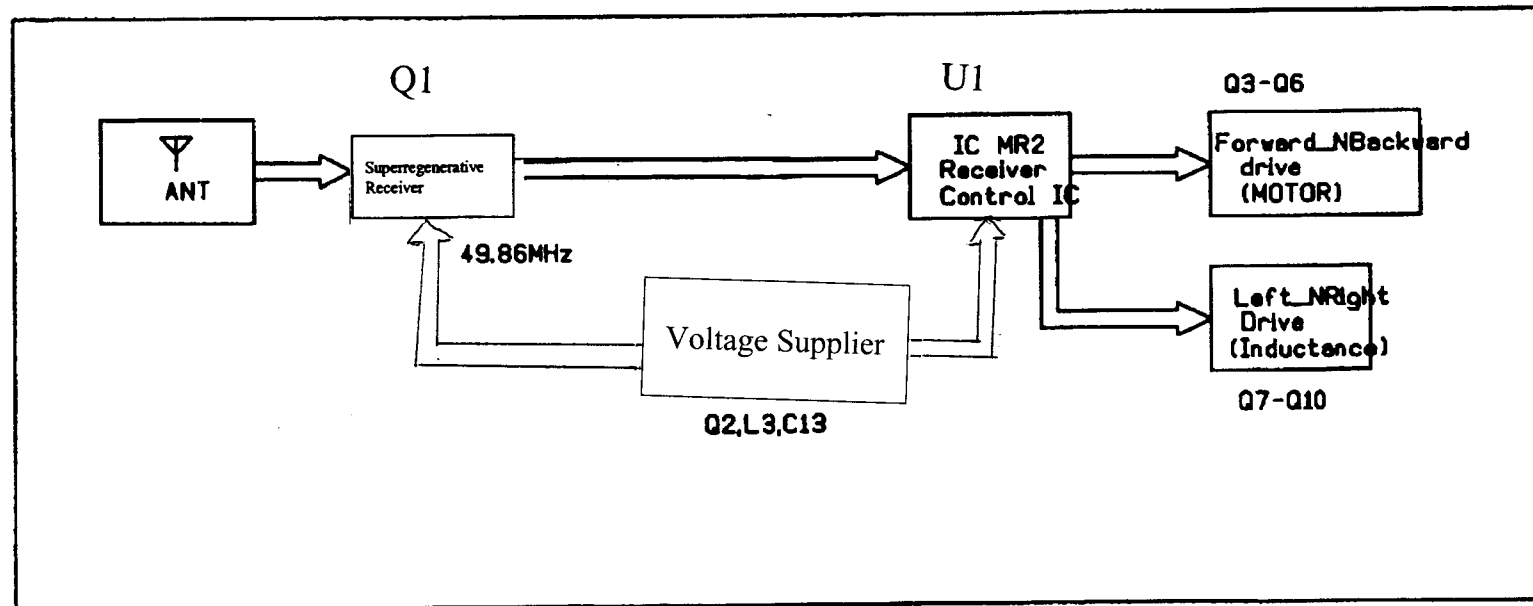 Q1
U1
Q3-Q6
ANT
Superregenerative
Receiver
IC MR2
Receiver
Control IC
Forward_NBackward
drive
(MOTOR)
49.86MHz
Voltage Supplier
Left_NRight
Drive
(Inductance)
Q2,L3,C13
Q7-Q10